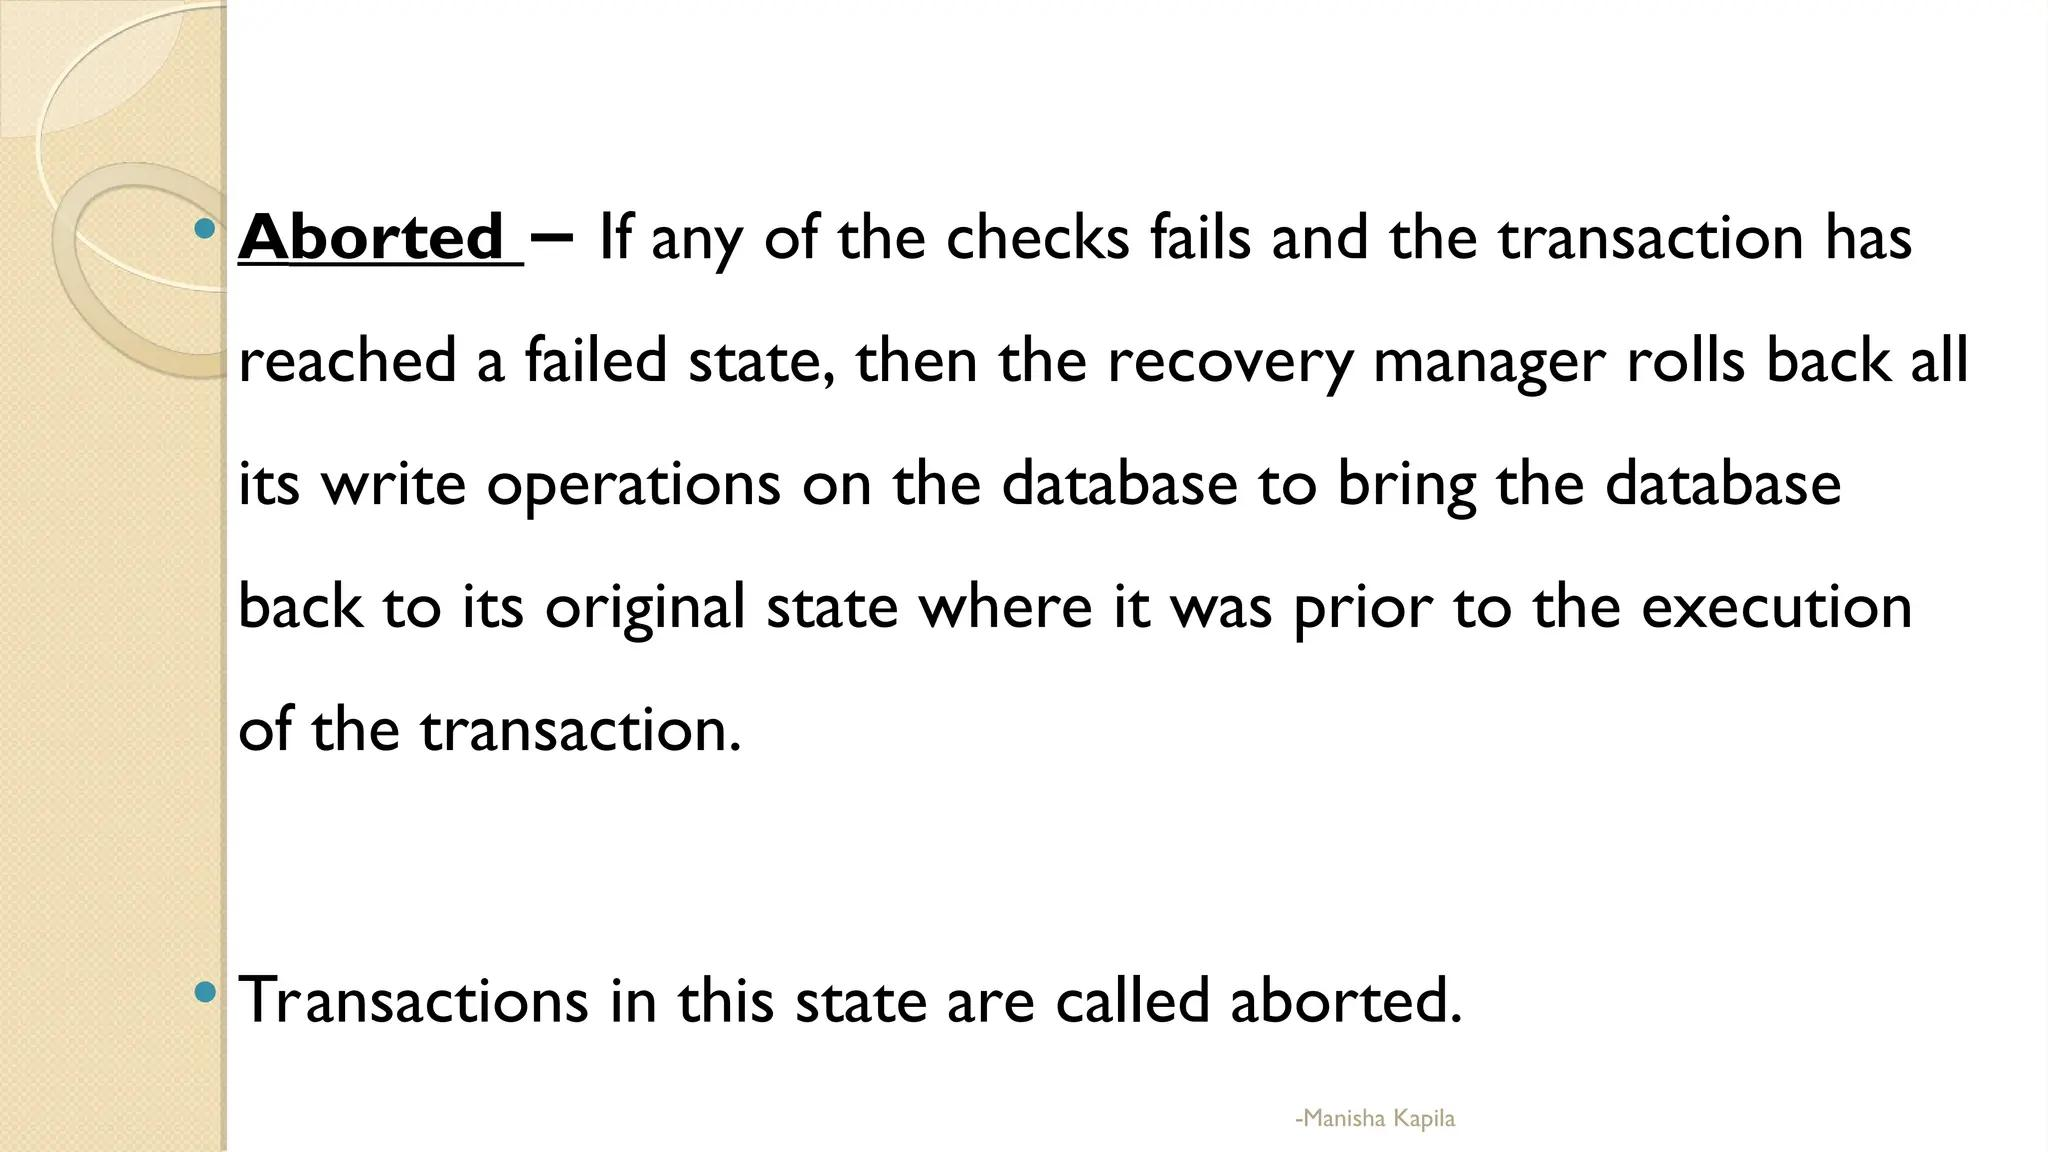 • Aborted – If any of the checks fails and the transaction has
reached a failed state, then the recovery manager rolls back all
its write operations on the database to bring the database
back to its original state where it was prior to the execution
of the transaction.
• Transactions in this state are called aborted.
-Manisha Kapila